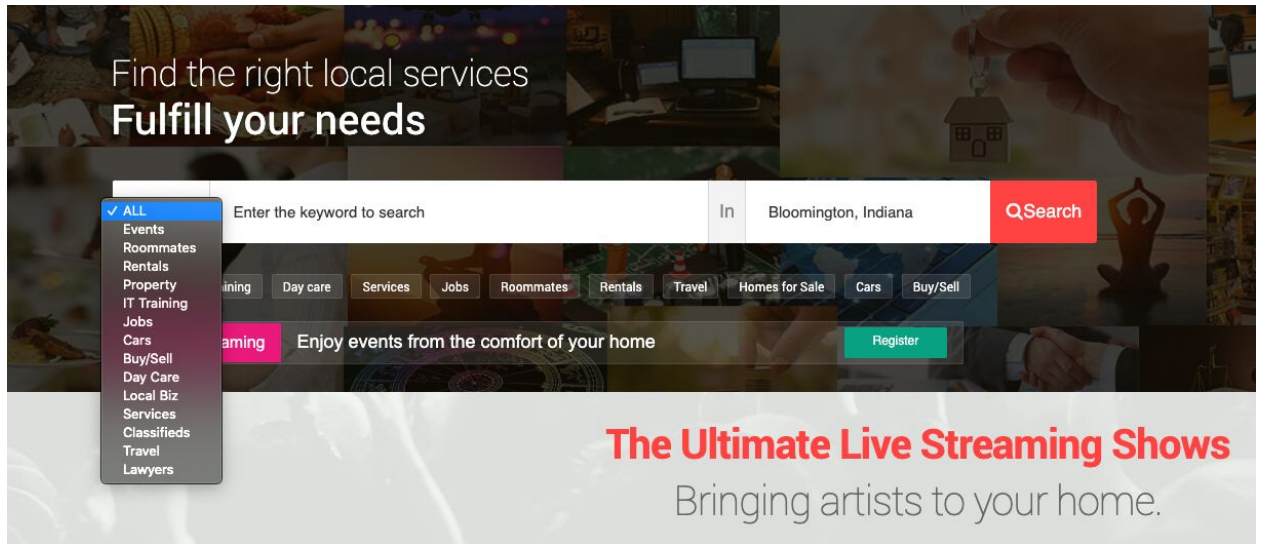 Find the right local services
Fulfill your needs
✓ ALL
Enter the keyword to search
In
Bloomington, Indiana
Search
Events
Roommates
Rentals
Property
IT Training
Jobs
Cars
Buy/Sell
Day Care
Local Biz
Services
Classifieds
Travel
Lawyers
ining
Day care
Services
Jobs
Roommates
Rentals
Travel
Homes for Sale
Cars
Buy/Sell
aming
Enjoy events from the comfort of your home
Register
The Ultimate Live Streaming Shows
Bringing artists to your home.